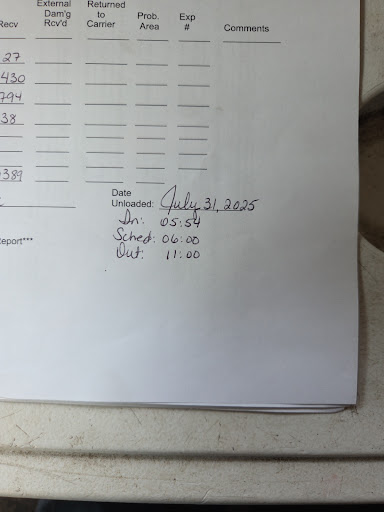 External Returned
Dam'g to Prob. Exp
Recv Rcv'd Carrier Area # Comments
27
430
794
38
389
Date
Unloaded: July 31, 2025
In: 05:54
Sched: 06:00
eport***
Out: 11:00